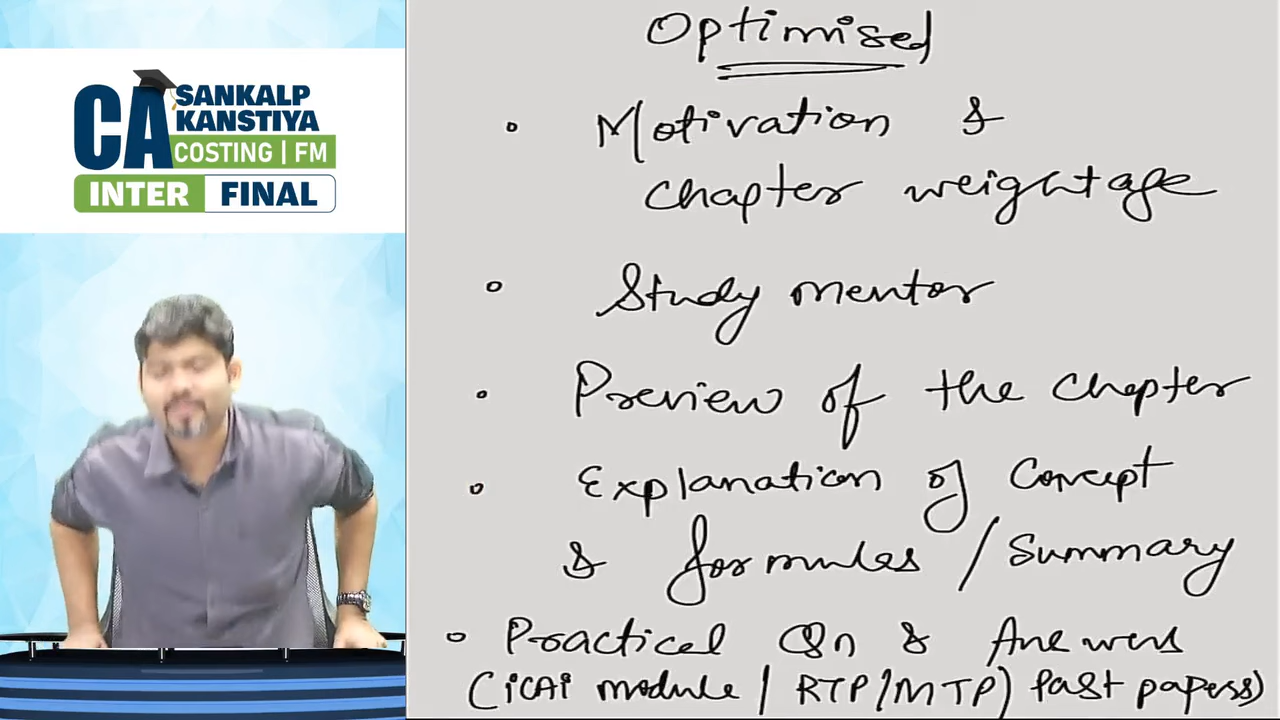 CA SANKALP
KANSTIYA
COSTING | FM
INTER FINAL
Optimised
• Motivation &
chapter weightage
• Study mentor
• Preview of the Chapter
• Explanation of Concept
& formules / Summary
• Practical Qn & Answers
(ICAI module / RTP/MTP) Past papers)